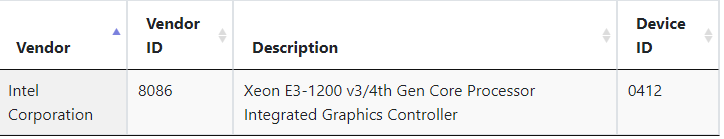 Vendor
Vendor ID
Description
Device ID
Intel Corporation
8086
Xeon E3-1200 v3/4th Gen Core Processor
Integrated Graphics Controller
0412